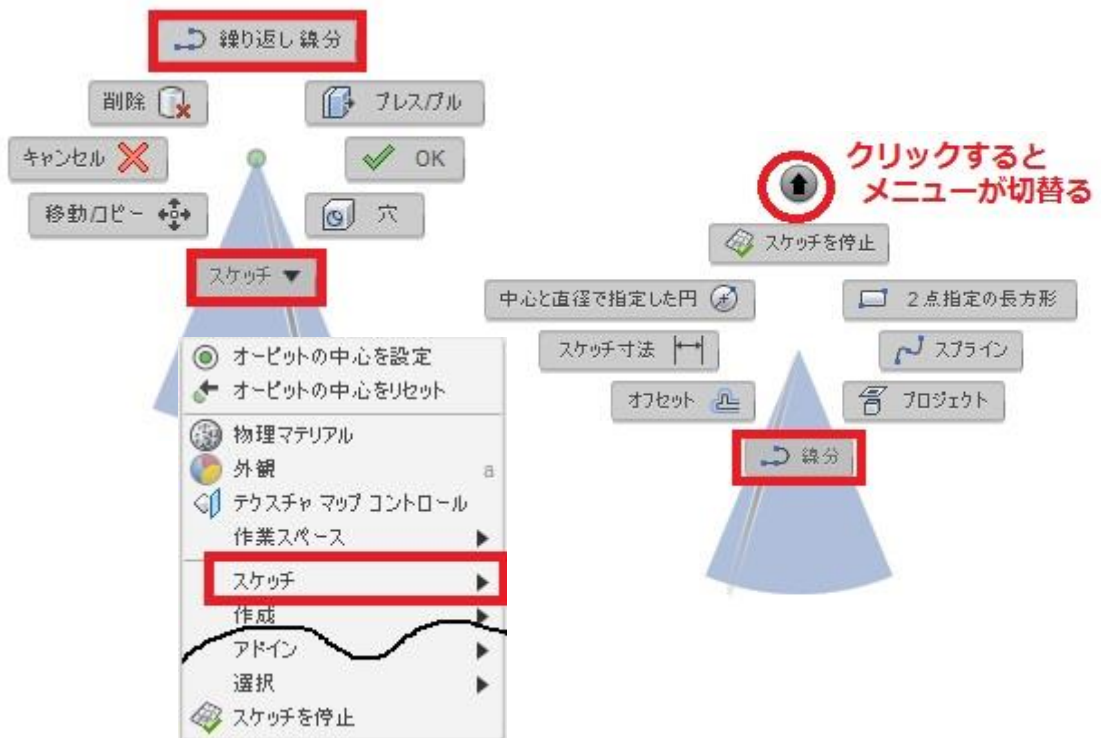 繰り返し 線分
削除
プレス/プル
キャンセル
OK
移動/コピー
穴
スケッチ ▼
オービットの中心を設定
オービットの中心をリセット
物理マテリアル
外観 a
テクスチャ マップ コントロール
作業スペース
スケッチ
作成
アドイン
選択
スケッチを停止
クリックすると
メニューが切替る
スケッチを停止
中心と直径で指定した円
２点指定の長方形
スケッチ寸法
スプライン
オフセット
プロジェクト
線分